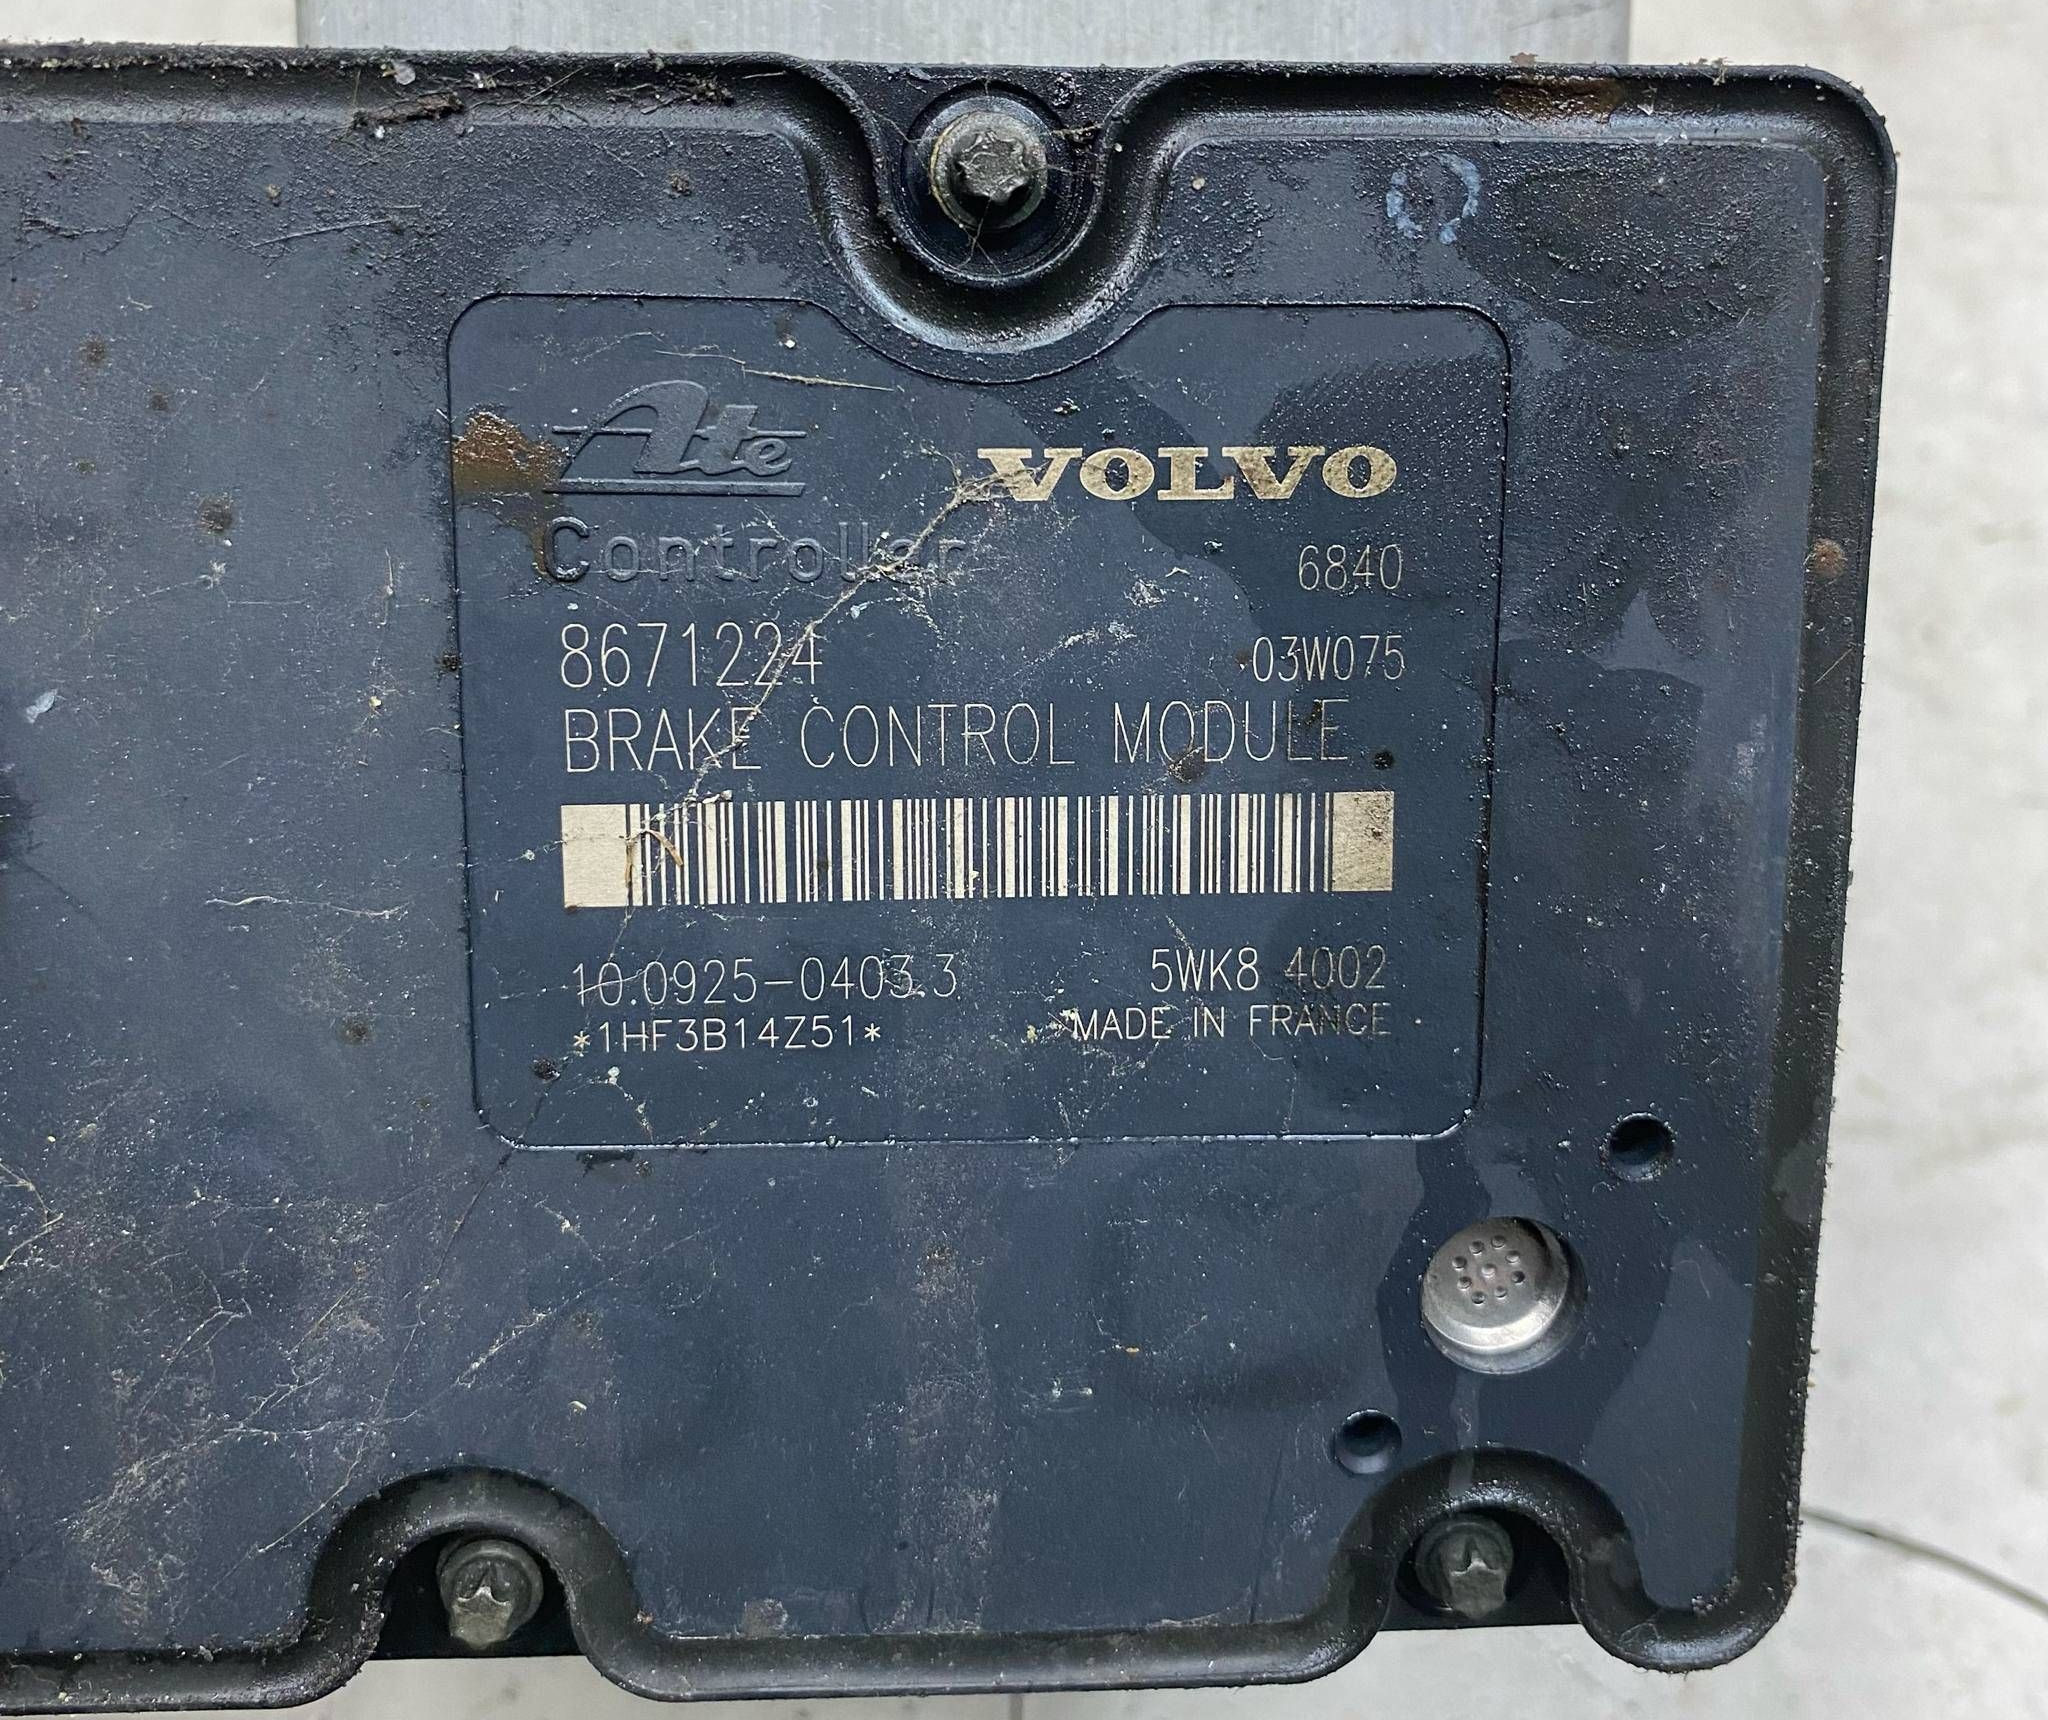 Ate VOLVO
Controller 6840
8671224 03W075
BRAKE CONTROL MODULE
10.0925-0403.3 5WK8 4002
*1HF3B14Z51* *MADE IN FRANCE